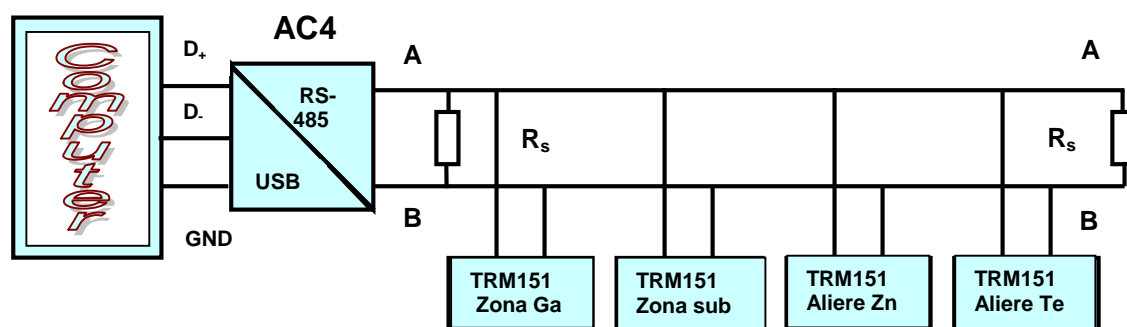 Computer
D+
D-
GND
AC4
RS-
485
USB
A
B
Rs
A
Rs
B
TRM151
Zona Ga
TRM151
Zona sub
TRM151
Aliere Zn
TRM151
Aliere Te